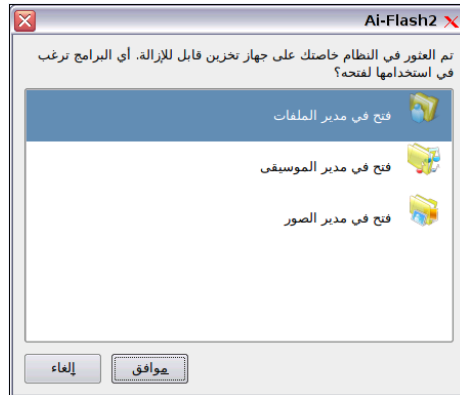 Ai-Flash2
تم العثور في النظام خاصتك على جهاز تخزين قابل للإزالة. أي البرامج ترغب
في استخدامها لفتحه؟
فتح في مدير الملفات
فتح في مدير الموسيقى
فتح في مدير الصور
موافق
إلغاء